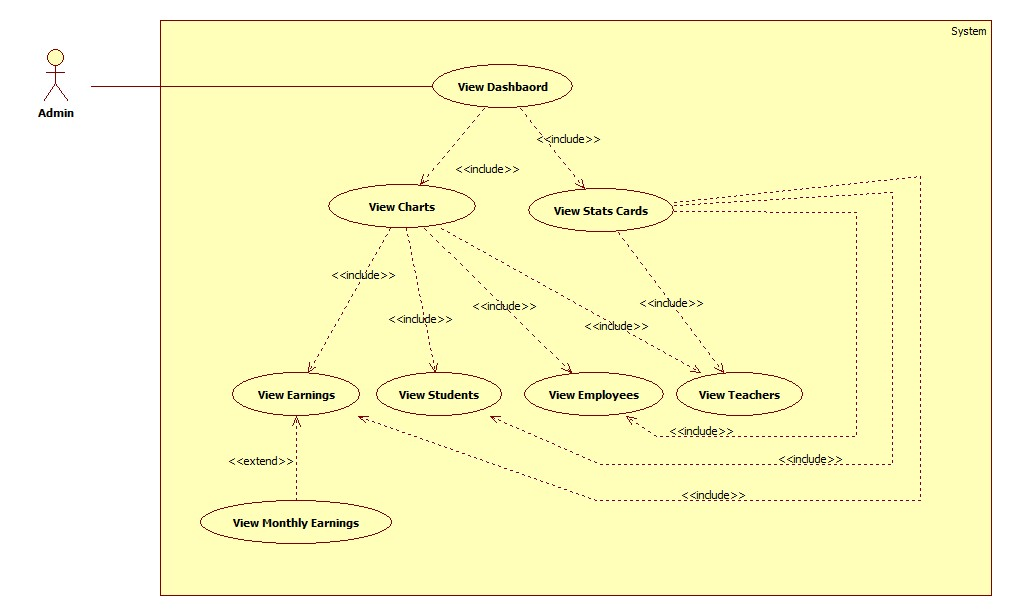 System
Admin
View Dashbaord
<<include>>
<<include>>
View Charts
View Stats Cards
<<include>>
<<include>>
<<include>>
<<include>>
<<include>>
View Earnings
View Students
View Employees
View Teachers
<<include>>
<<extend>>
<<include>>
<<include>>
View Monthly Earnings